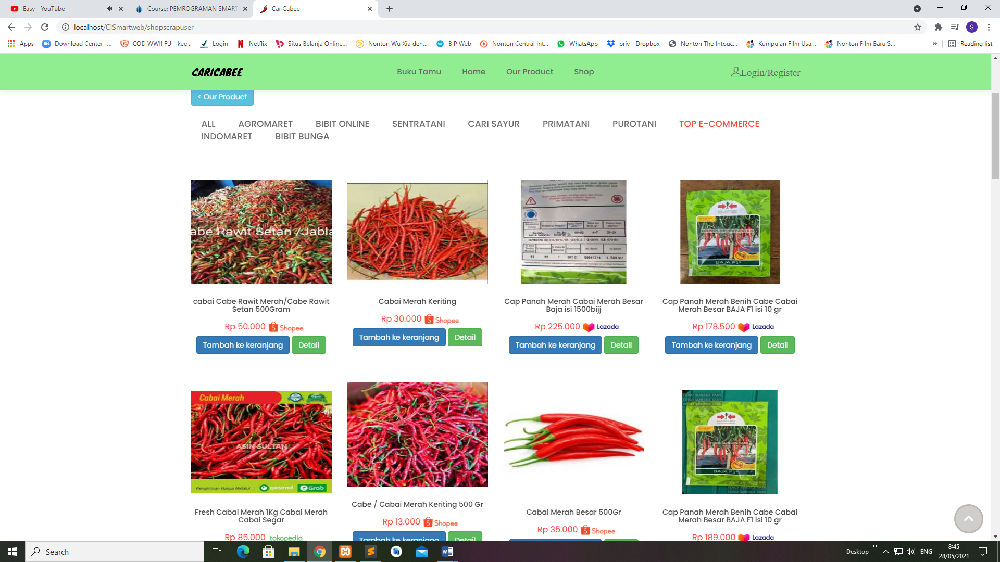 Easy - YouTube
Course: PEMROGRAMAN SMART
CariCabee
localhost/CISmartweb/shopscrapuser
S
Apps
Download Center -...
COD WWII FU - kee...
Login
Netflix
Situs Belanja Online...
Nonton Wu Xia den...
BiP Web
Nonton Central Int...
WhatsApp
priv - Dropbox
Nonton The Intouc...
Kumpulan Film Usa...
Nonton Film Baru S...
»
Reading list
CARICABEE
Buku Tamu
Home
Our Product
Shop
Login/Register
< Our Product
ALL AGROMARET BIBIT ONLINE SENTRATANI CARI SAYUR PRIMATANI PUROTANI TOP E-COMMERCE
INDOMARET BIBIT BUNGA
abe Rawit Setan /Jabla
BAJA F1
cabai Cabe Rawit Merah/Cabe Rawit
Setan 500Gram
Rp 50.000 Shopee
Tambah ke keranjang Detail
Cabai Merah Keriting
Rp 30.000 Shopee
Tambah ke keranjang Detail
Cap Panah Merah Cabai Merah Besar
Baja isi 1500bijj
Rp 225.000 Lazada
Tambah ke keranjang Detail
Cap Panah Merah Benih Cabe Cabai
Merah Besar BAJA F1 isi 10 gr
Rp 178.500 Lazada
Tambah ke keranjang Detail
Cabai Merah
ASIN SULTAN
Pengiriman Hanya Melalui : gosend Grab
TOKO SUKSES TANI
BAJA F1
Fresh Cabai Merah 1Kg Cabai Merah
Cabai Segar
Rp 85.000 tokopedia
Cabe / Cabai Merah Keriting 500 Gr
Rp 13.000 Shopee
Tambah ke keranjang Detail
Cabai Merah Besar 500Gr
Rp 35.000 Shopee
Cap Panah Merah Benih Cabe Cabai
Merah Besar BAJA F1 isi 10 gr
Rp 189.000 Lazada
Search
Desktop
»
ENG
8:45
28/05/2021